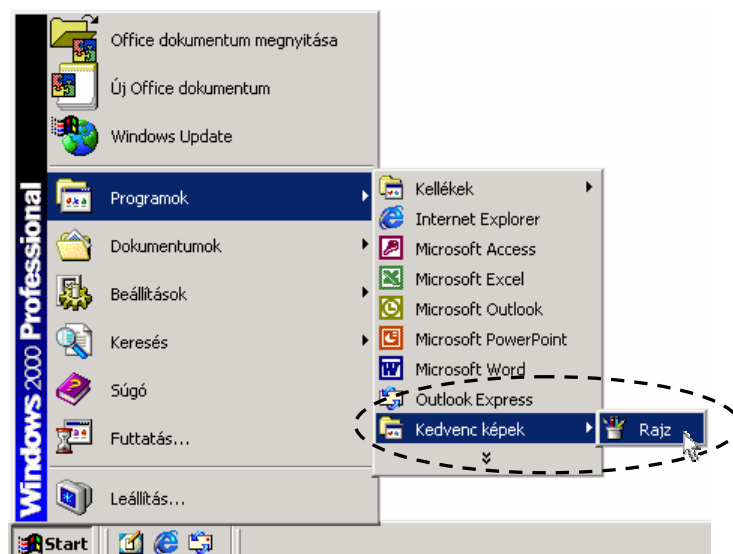 Office dokumentum megnyitása
Új Office dokumentum
Windows Update
Programok
Dokumentumok
Beállítások
Keresés
Súgó
Futtatás...
Leállítás...
Windows 2000 Professional
Kellékek
Internet Explorer
Microsoft Access
Microsoft Excel
Microsoft Outlook
Microsoft PowerPoint
Microsoft Word
Outlook Express
Kedvenc képek
Rajz
Start